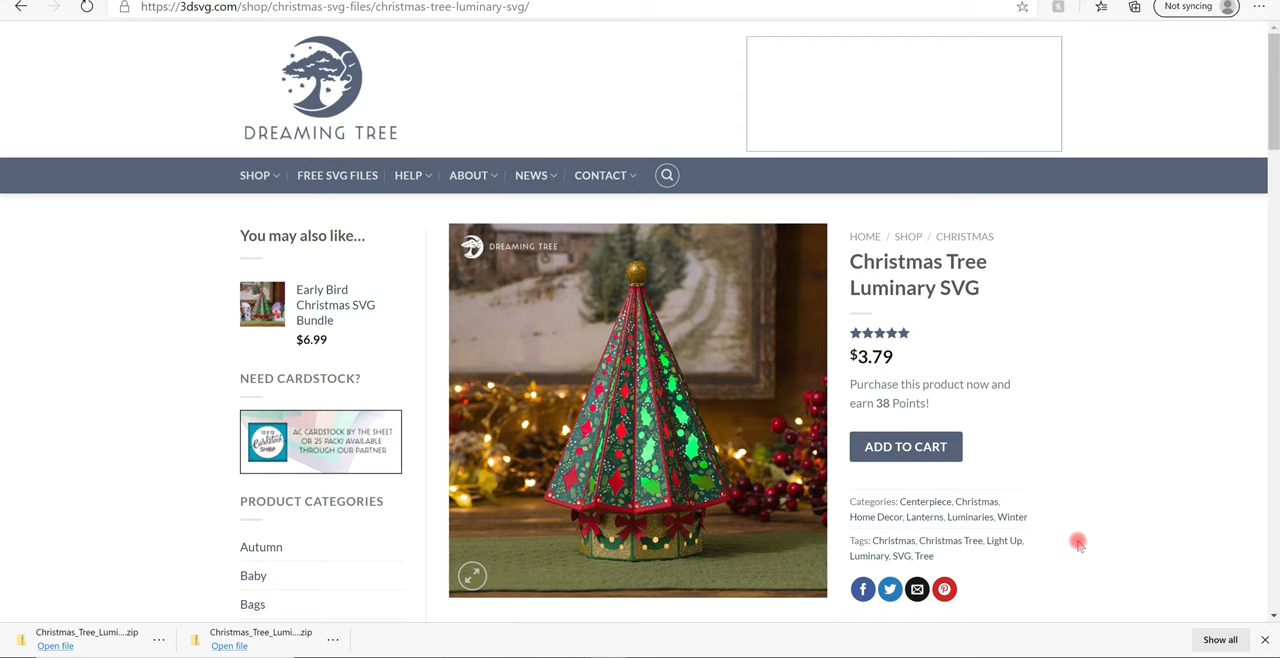 https://3dsvg.com/shop/christmas-svg-files/christmas-tree-luminary-svg/
Not syncing
DREAMING TREE
SHOP FREE SVG FILES HELP ABOUT NEWS CONTACT
You may also like...
Early Bird
Christmas SVG
Bundle
$6.99
NEED CARDSTOCK?
12x12
Cardstock
SHOP
AC CARDSTOCK BY THE SHEET
OR 25 PACK! AVAILABLE
THROUGH OUR PARTNER
PRODUCT CATEGORIES
Autumn
Baby
Bags
DREAMING TREE
HOME / SHOP / CHRISTMAS
Christmas Tree
Luminary SVG
$3.79
Purchase this product now and
earn 38 Points!
ADD TO CART
Categories: Centerpiece, Christmas,
Home Decor, Lanterns, Luminaries, Winter
Tags: Christmas, Christmas Tree, Light Up,
Luminary, SVG, Tree
Christmas_Tree_Lumi....zip
Open file
Christmas_Tree_Lumi....zip
Open file
Show all